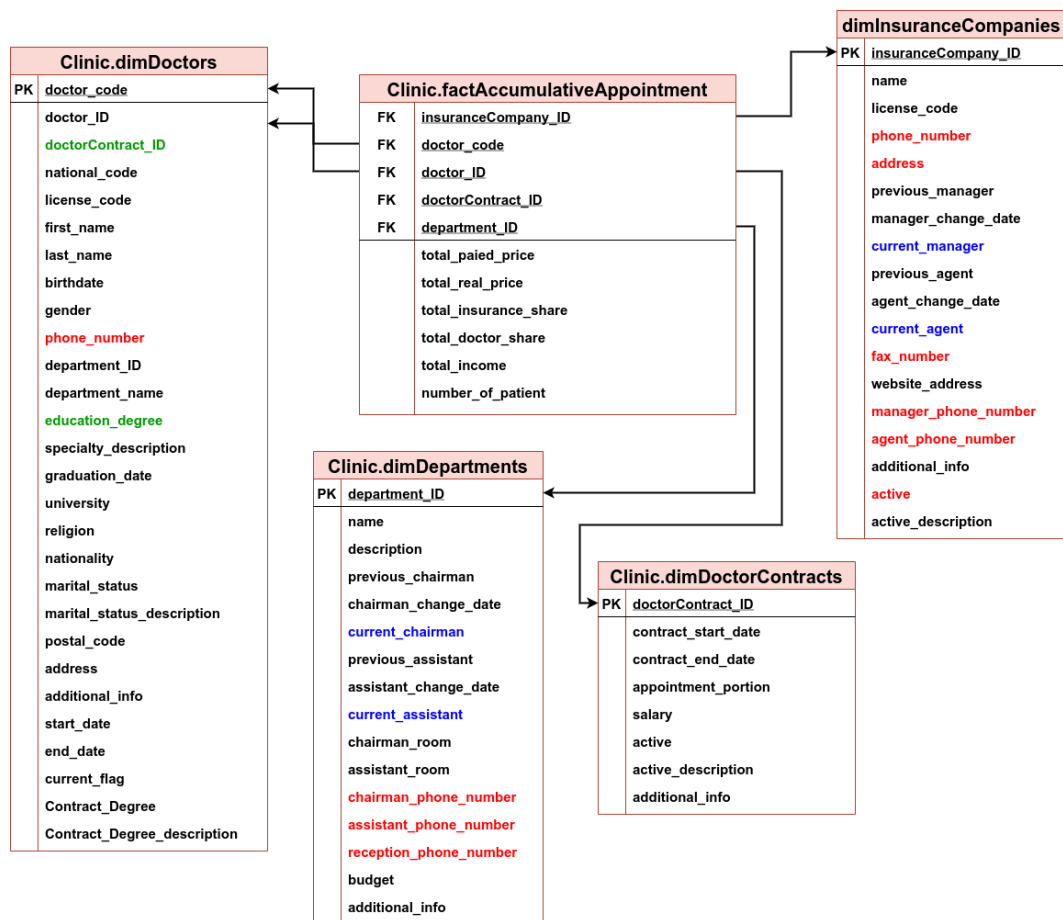 Clinic.dimDoctors
PK doctor_code
doctor_ID
doctorContract_ID
national_code
license_code
first_name
last_name
birthdate
gender
phone_number
department_ID
department_name
education_degree
specialty_description
graduation_date
university
religion
nationality
marital_status
marital_status_description
postal_code
address
additional_info
start_date
end_date
current_flag
Contract_Degree
Contract_Degree_description
Clinic.factAccumulativeAppointment
FK insuranceCompany_ID
FK doctor_code
FK doctor_ID
FK doctorContract_ID
FK department_ID
total_paied_price
total_real_price
total_insurance_share
total_doctor_share
total_income
number_of_patient
dimInsuranceCompanies
PK insuranceCompany_ID
name
license_code
phone_number
address
previous_manager
manager_change_date
current_manager
previous_agent
agent_change_date
current_agent
fax_number
website_address
manager_phone_number
agent_phone_number
additional_info
active
active_description
Clinic.dimDepartments
PK department_ID
name
description
previous_chairman
chairman_change_date
current_chairman
previous_assistant
assistant_change_date
current_assistant
chairman_room
assistant_room
chairman_phone_number
assistant_phone_number
reception_phone_number
budget
additional_info
Clinic.dimDoctorContracts
PK doctorContract_ID
contract_start_date
contract_end_date
appointment_portion
salary
active
active_description
additional_info